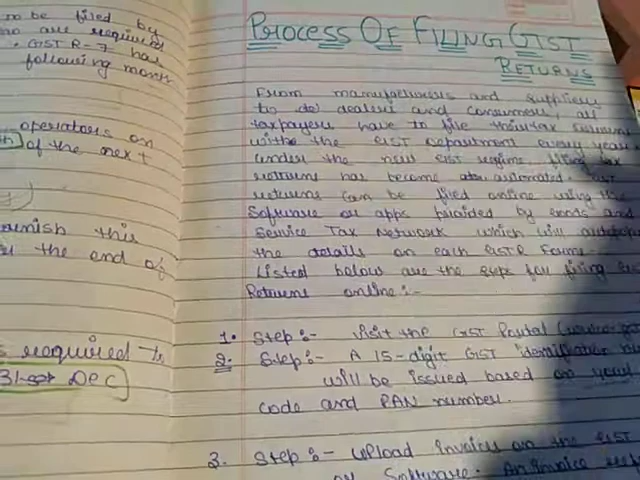 to be filed by
who are required
. GST R-7 has
following month
operators on
of the next
furnish this
the end of
required to
31st DEC
PROCESS OF FILING GST
RETURNS
From manufacturers and suppliers
to dealers and consumers, all
taxpayers have to file their tax returns
with the GST Department every year.
Under the new GST regime, filing tax
returns has become automated. GST
returns can be filed online using the
Software or apps provided by Goods and
Service Tax Network which will
the details on each GSTR Forms.
Listed below are the steps for filing GST
Returns online:-
1. Step:- Visit the GST Portal
2. Step:- A 15-digit GST identification
will be issued based on your
code and PAN number.
3. Step:- Upload invoices on the GST
or Software. An invoice